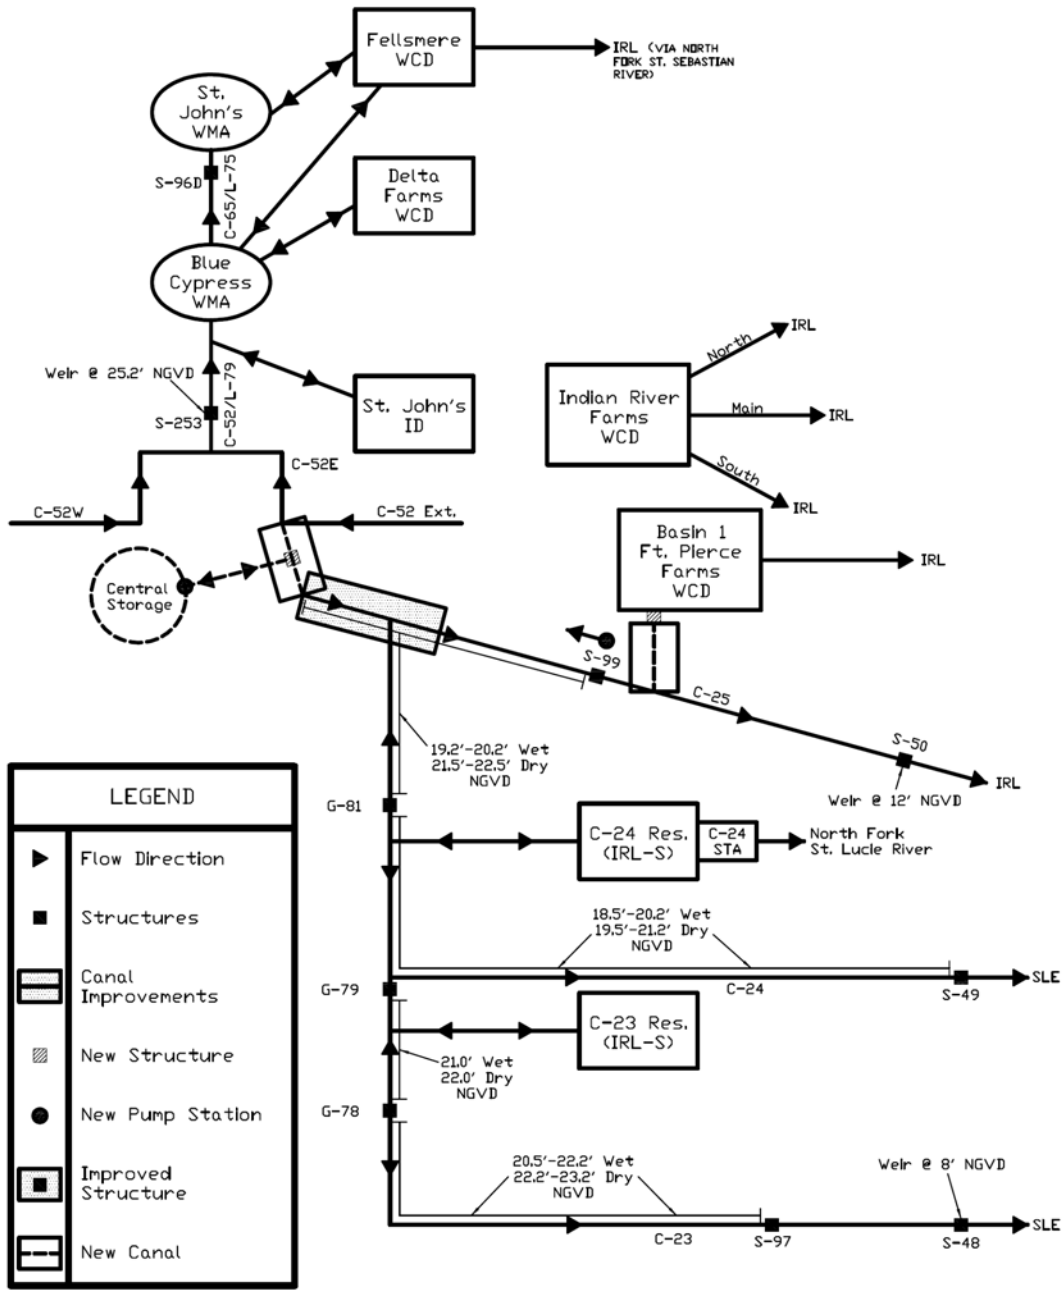 Fellsmere
WCD
IRL (VIA NORTH
FORK ST. SEBASTIAN
RIVER)
St.
John's
WMA
S-96D
C-65/L-75
Delta
Farms
WCD
Blue
Cypress
WMA
Weir @ 25.2' NGVD
S-253
C-52/L-79
St. John's
ID
North
IRL
Indian River
Farms
WCD
Main
IRL
South
IRL
C-52E
C-52W
C-52 Ext.
Basin 1
Ft. Pierce
Farms
WCD
IRL
Central
Storage
S-99
C-25
S-50
IRL
Weir @ 12' NGVD
19.2'-20.2' Wet
21.5'-22.5' Dry
NGVD
G-81
C-24 Res.
(IRL-S)
C-24
STA
North Fork
St. Lucie River
18.5'-20.2' Wet
19.5'-21.2' Dry
NGVD
G-79
C-24
S-49
SLE
C-23 Res.
(IRL-S)
21.0' Wet
22.0' Dry
NGVD
G-78
20.5'-22.2' Wet
22.2'-23.2' Dry
NGVD
Weir @ 8' NGVD
C-23
S-97
S-48
SLE
LEGEND
Flow Direction
Structures
Canal
Improvements
New Structure
New Pump Station
Improved
Structure
New Canal